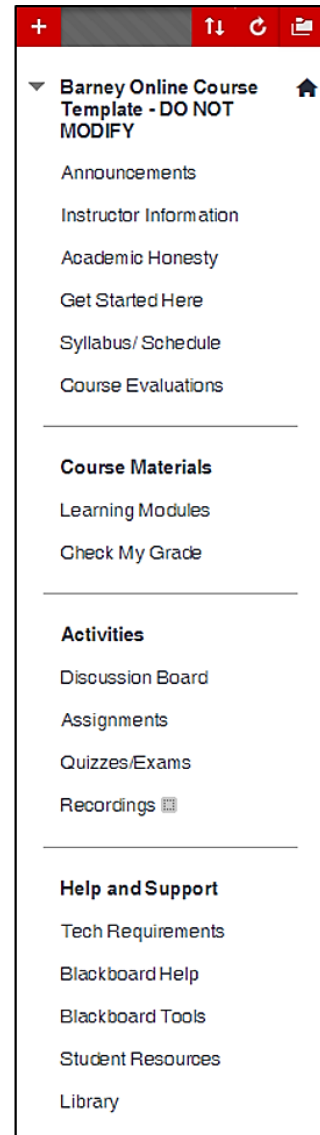 Barney Online Course
Template - DO NOT
MODIFY
Announcements
Instructor Information
Academic Honesty
Get Started Here
Syllabus/ Schedule
Course Evaluations
Course Materials
Learning Modules
Check My Grade
Activities
Discussion Board
Assignments
Quizzes/Exams
Recordings
Help and Support
Tech Requirements
Blackboard Help
Blackboard Tools
Student Resources
Library